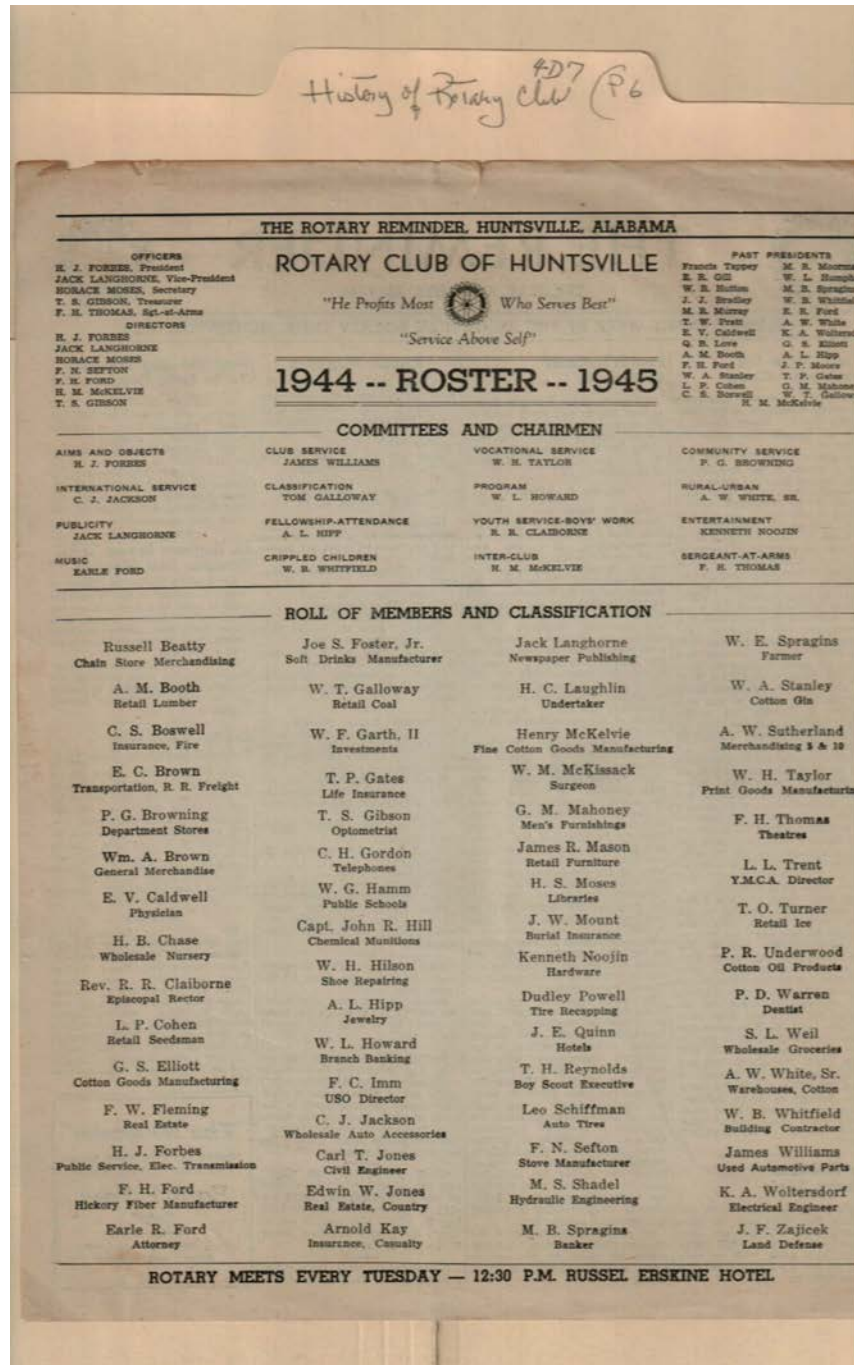 4-D7
History of Rotary Club (P6
THE ROTARY REMINDER, HUNTSVILLE, ALABAMA
OFFICERS
H. J. FORBES, President
JACK LANGHORNE, Vice-President
HORACE MOSES, Secretary
T. S. GIBSON, Treasurer
F. H. THOMAS, Sgt.-at-Arms
DIRECTORS
H. J. FORBES
JACK LANGHORNE
HORACE MOSES
F. N. SEFTON
F. H. FORD
H. M. McKELVIE
T. S. GIBSON
ROTARY CLUB OF HUNTSVILLE
"He Profits Most Who Serves Best"
"Service Above Self"
1944 -- ROSTER -- 1945
PAST PRESIDENTS
Francis Tappey
E. R. Gill
W. B. Hutton
J. J. Bradley
M. R. Murray
T. W. Pratt
E. V. Caldwell
Q. B. Love
A. M. Booth
F. H. Ford
W. A. Stanley
L. P. Cohen
C. S. Boswell
M. R. Moorma
W. L. Humph
M. B. Spragin
W. B. Whitfiel
E. R. Ford
A. W. White
K. A. Woltersd
G. S. Elliott
A. L. Hipp
J. P. Moore
T. P. Gates
G. M. Mahone
W. T. Gallow
H. M. McKelvie
COMMITTEES AND CHAIRMEN
AIMS AND OBJECTS
H. J. FORBES
CLUB SERVICE
JAMES WILLIAMS
VOCATIONAL SERVICE
W. H. TAYLOR
COMMUNITY SERVICE
P. G. BROWNING
INTERNATIONAL SERVICE
C. J. JACKSON
CLASSIFICATION
TOM GALLOWAY
PROGRAM
W. L. HOWARD
RURAL-URBAN
A. W. WHITE, SR.
PUBLICITY
JACK LANGHORNE
FELLOWSHIP-ATTENDANCE
A. L. HIPP
YOUTH SERVICE-BOYS' WORK
R. R. CLAIBORNE
ENTERTAINMENT
KENNETH NOOJIN
MUSIC
EARLE FORD
CRIPPLED CHILDREN
W. B. WHITFIELD
INTER-CLUB
H. M. McKELVIE
SERGEANT-AT-ARMS
F. H. THOMAS
ROLL OF MEMBERS AND CLASSIFICATION
Russell Beatty
Chain Store Merchandising
A. M. Booth
Retail Lumber
C. S. Boswell
Insurance, Fire
E. C. Brown
Transportation, R. R. Freight
P. G. Browning
Department Stores
Wm. A. Brown
General Merchandise
E. V. Caldwell
Physician
H. B. Chase
Wholesale Nursery
Rev. R. R. Claiborne
Episcopal Rector
L. P. Cohen
Retail Seedsman
G. S. Elliott
Cotton Goods Manufacturing
F. W. Fleming
Real Estate
H. J. Forbes
Public Service, Elec. Transmission
F. H. Ford
Hickory Fiber Manufacturer
Earle R. Ford
Attorney
Joe S. Foster, Jr.
Soft Drinks Manufacturer
W. T. Galloway
Retail Coal
W. F. Garth, II
Investments
T. P. Gates
Life Insurance
T. S. Gibson
Optometrist
C. H. Gordon
Telephones
W. G. Hamm
Public Schools
Capt. John R. Hill
Chemical Munitions
W. H. Hilson
Shoe Repairing
A. L. Hipp
Jewelry
W. L. Howard
Branch Banking
F. C. Imm
USO Director
C. J. Jackson
Wholesale Auto Accessories
Carl T. Jones
Civil Engineer
Edwin W. Jones
Real Estate, Country
Arnold Kay
Insurance, Casualty
Jack Langhorne
Newspaper Publishing
H. C. Laughlin
Undertaker
Henry McKelvie
Fine Cotton Goods Manufacturing
W. M. McKissack
Surgeon
G. M. Mahoney
Men's Furnishings
James R. Mason
Retail Furniture
H. S. Moses
Libraries
J. W. Mount
Burial Insurance
Kenneth Noojin
Hardware
Dudley Powell
Tire Recapping
J. E. Quinn
Hotels
T. H. Reynolds
Boy Scout Executive
Leo Schiffman
Auto Tires
F. N. Sefton
Stove Manufacturer
M. S. Shadel
Hydraulic Engineering
M. B. Spragins
Banker
W. E. Spragins
Farmer
W. A. Stanley
Cotton Gin
A. W. Sutherland
Merchandising 5 & 10
W. H. Taylor
Print Goods Manufacturin
F. H. Thomas
Theatres
L. L. Trent
Y.M.C.A. Director
T. O. Turner
Retail Ice
P. R. Underwood
Cotton Oil Products
P. D. Warren
Dentist
S. L. Weil
Wholesale Groceries
A. W. White, Sr.
Warehouses, Cotton
W. B. Whitfield
Building Contractor
James Williams
Used Automotive Parts
K. A. Woltersdorf
Electrical Engineer
J. F. Zajicek
Land Defense
ROTARY MEETS EVERY TUESDAY — 12:30 P.M. RUSSEL ERSKINE HOTEL